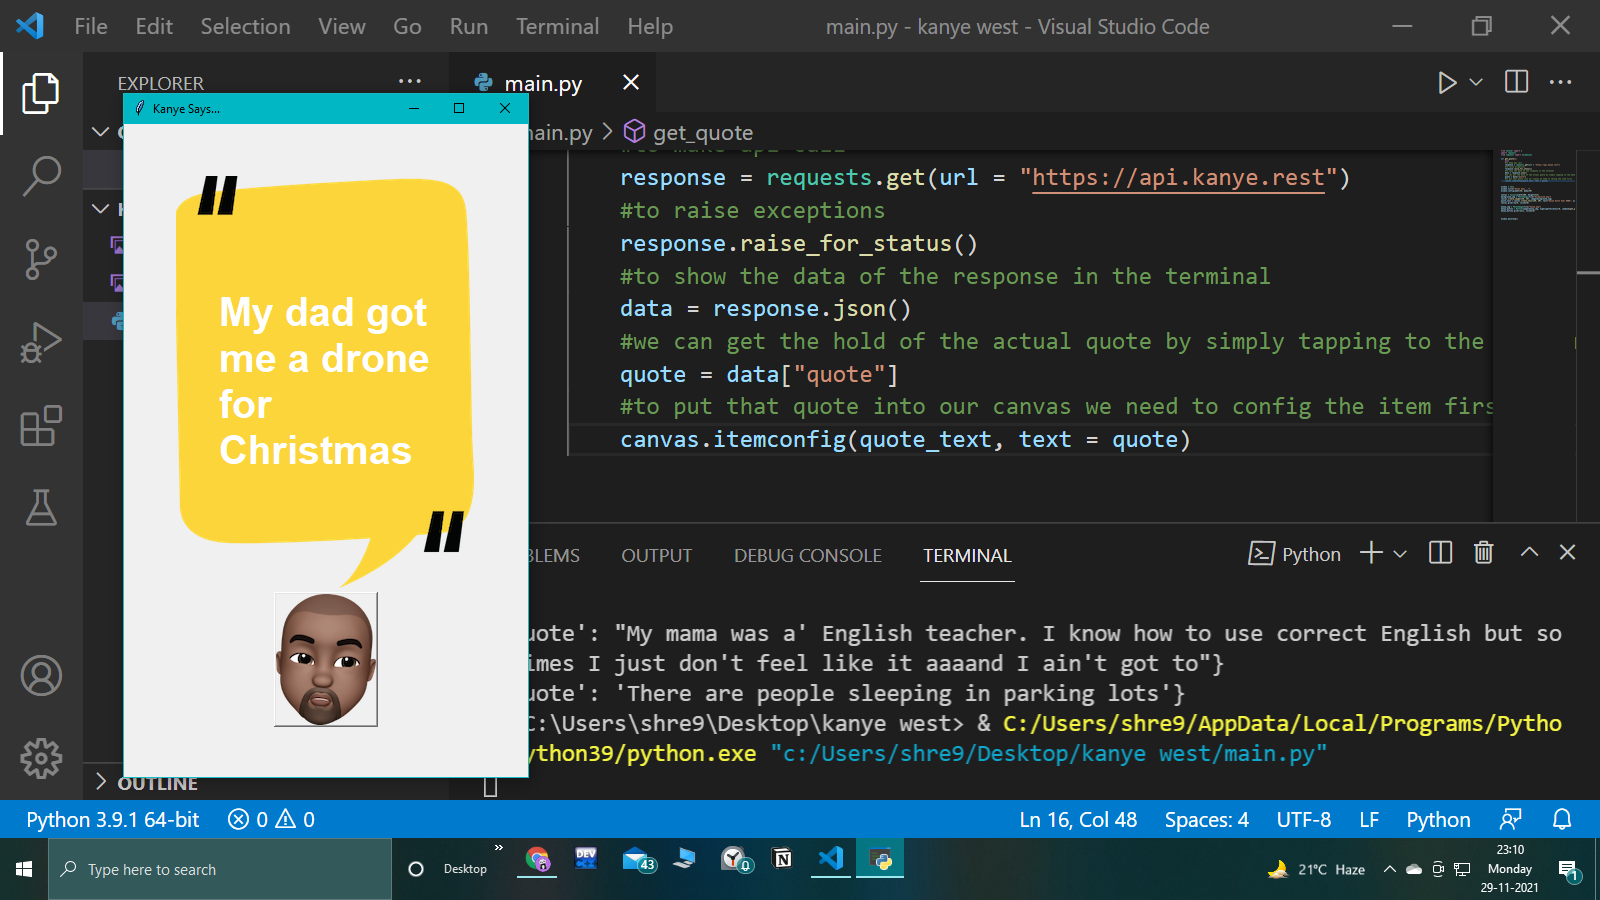 File Edit Selection View Go Run Terminal Help
main.py - kanye west - Visual Studio Code
EXPLORER
main.py
Kanye Says...
main.py > get_quote
#to make api call
response = requests.get(url = "https://api.kanye.rest")
#to raise exceptions
response.raise_for_status()
#to show the data of the response in the terminal
data = response.json()
#we can get the hold of the actual quote by simply tapping to the
quote = data["quote"]
#to put that quote into our canvas we need to config the item firs
canvas.itemconfig(quote_text, text = quote)
"
My dad got
me a drone
for
Christmas
"
OUTLINE
BLEMS OUTPUT DEBUG CONSOLE TERMINAL
Python
uote': "My mama was a' English teacher. I know how to use correct English but so
imes I just don't feel like it aaaand I ain't got to"}
uote': 'There are people sleeping in parking lots'}
C:\Users\shre9\Desktop\kanye west> & C:/Users/shre9/AppData/Local/Programs/Pytho
ython39/python.exe "c:/Users/shre9/Desktop/kanye west/main.py"
Python 3.9.1 64-bit 0 0
Ln 16, Col 48 Spaces: 4 UTF-8 LF Python
Type here to search
Desktop
DEV
43
0
21°C Haze
23:10
Monday
29-11-2021
1